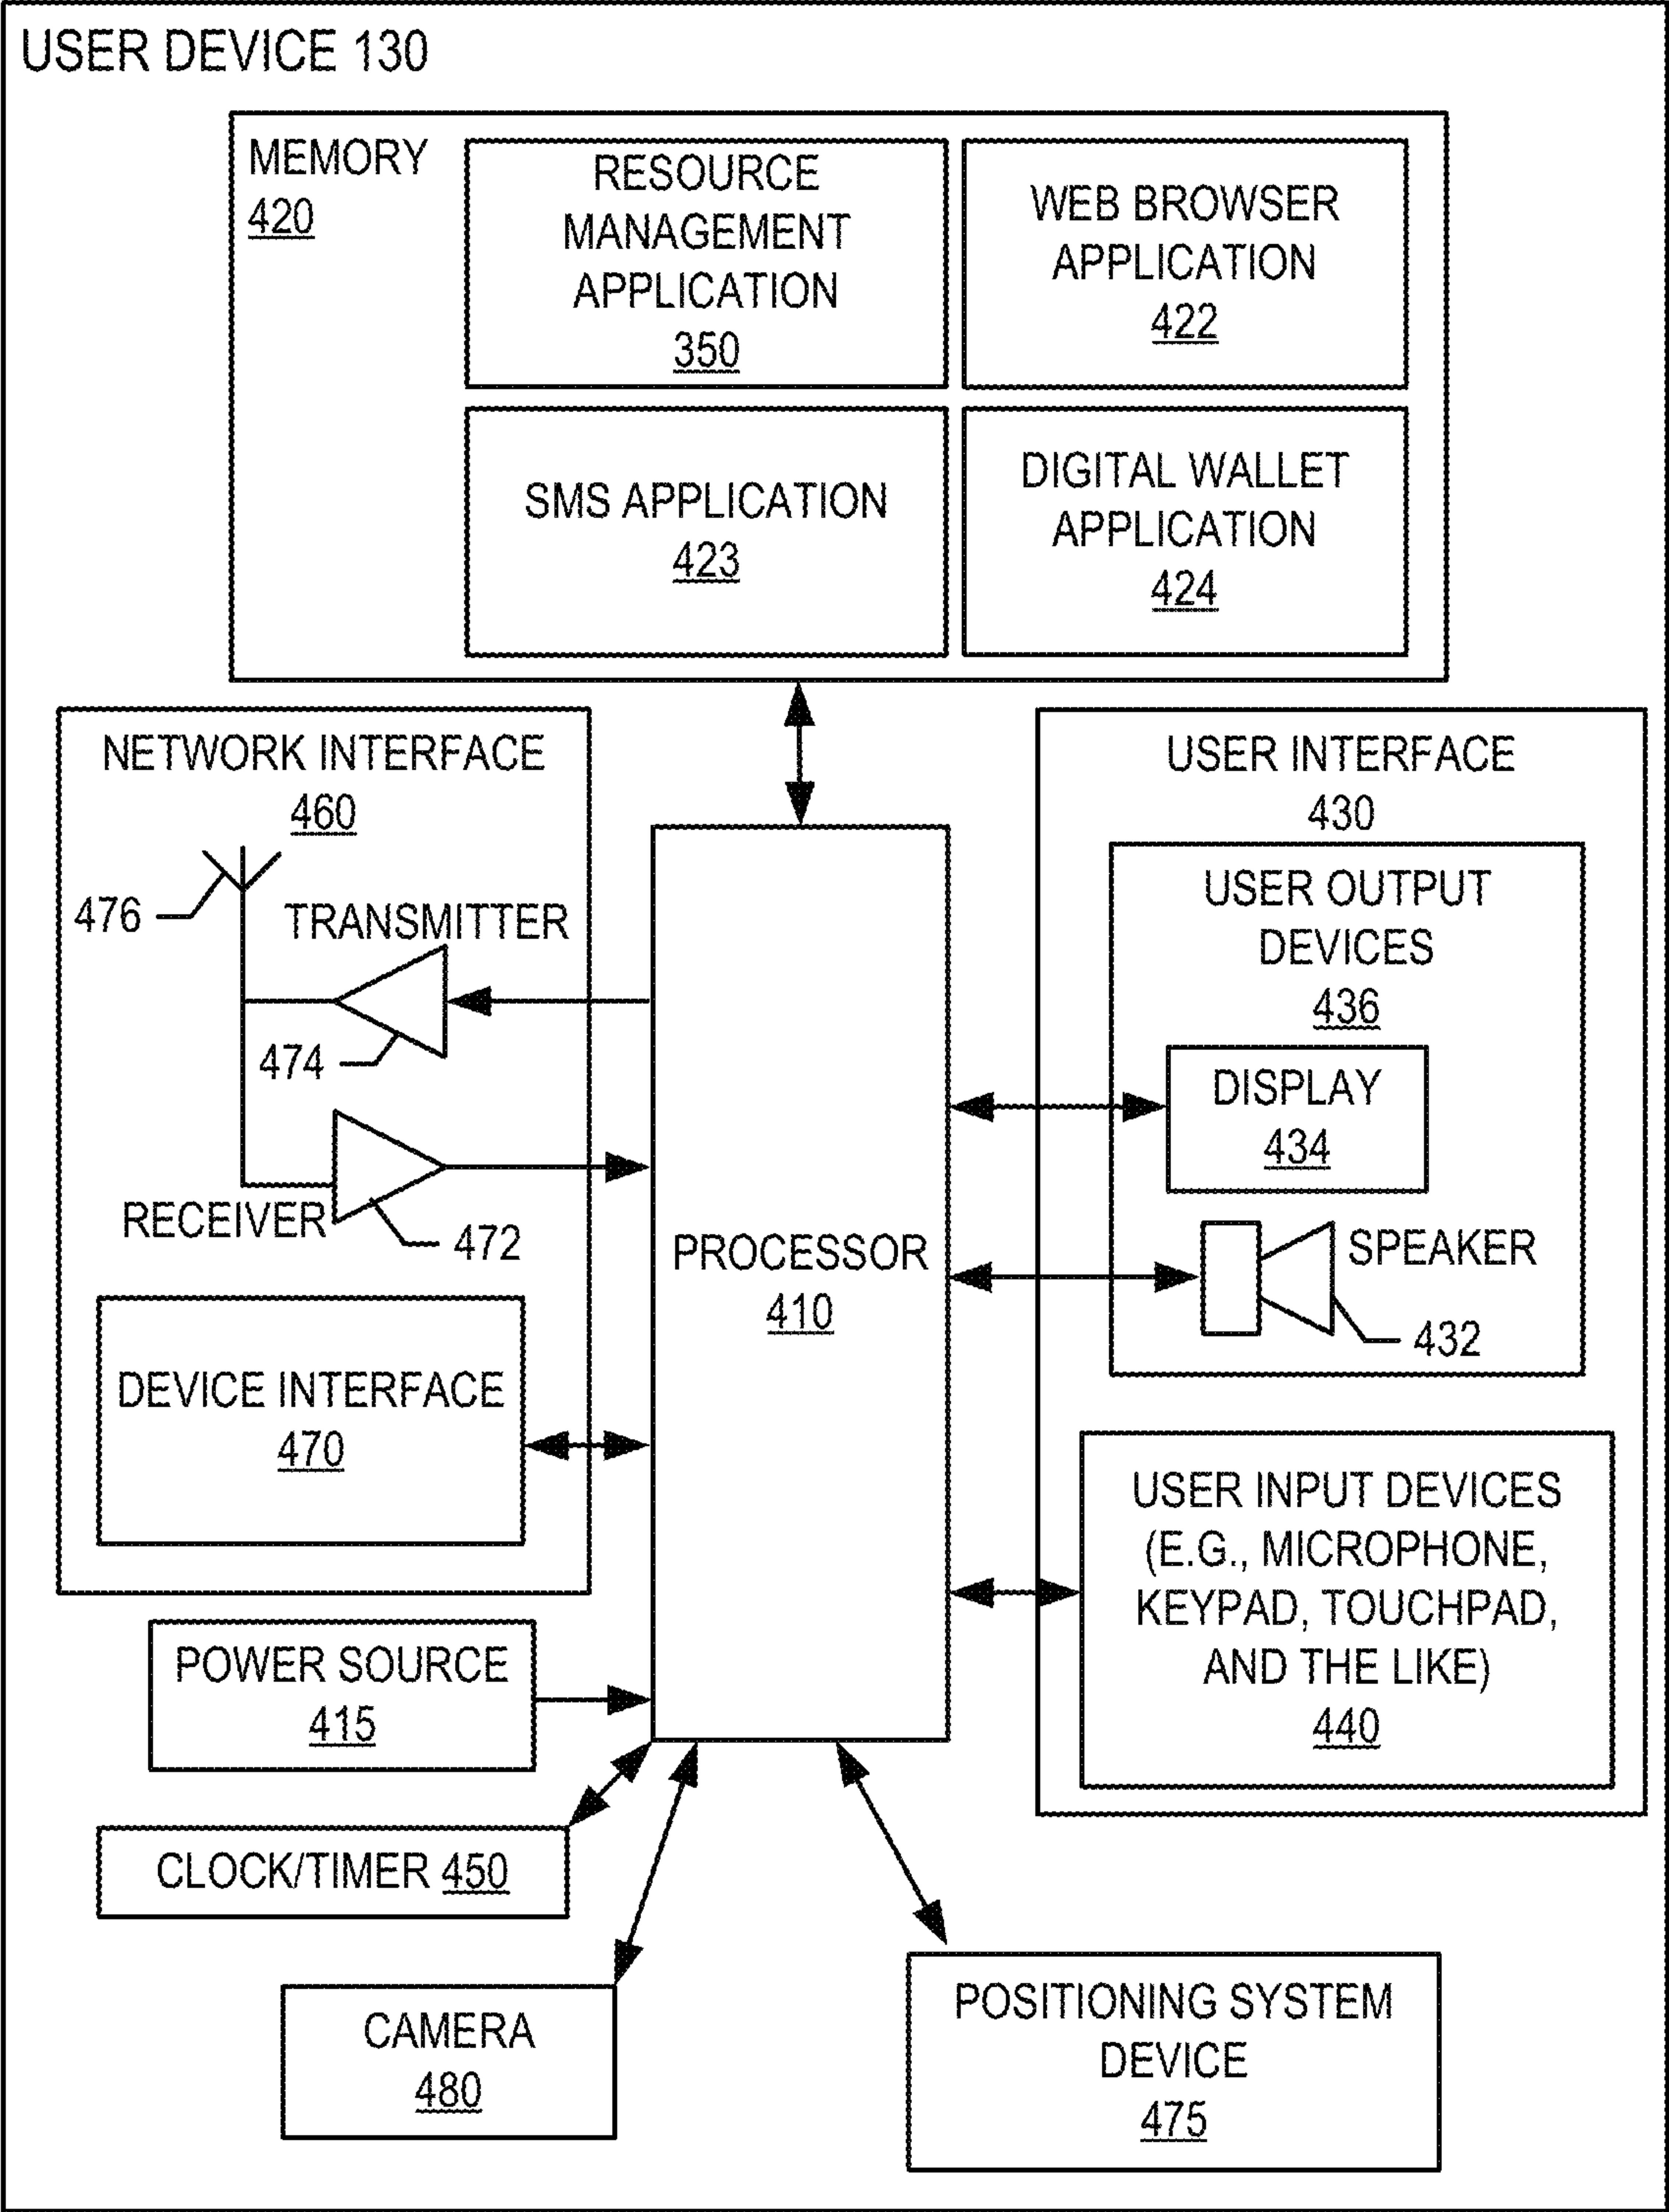 USER DEVICE 130
MEMORY
420
RESOURCE
MANAGEMENT
APPLICATION
350
WEB BROWSER
APPLICATION
422
SMS APPLICATION
423
DIGITAL WALLET
APPLICATION
424
NETWORK INTERFACE
460
476
TRANSMITTER
474
RECEIVER
472
DEVICE INTERFACE
470
PROCESSOR
410
USER INTERFACE
430
USER OUTPUT
DEVICES
436
DISPLAY
434
SPEAKER
432
USER INPUT DEVICES
(E.G., MICROPHONE,
KEYPAD, TOUCHPAD,
AND THE LIKE)
440
POWER SOURCE
415
CLOCK/TIMER 450
CAMERA
480
POSITIONING SYSTEM
DEVICE
475